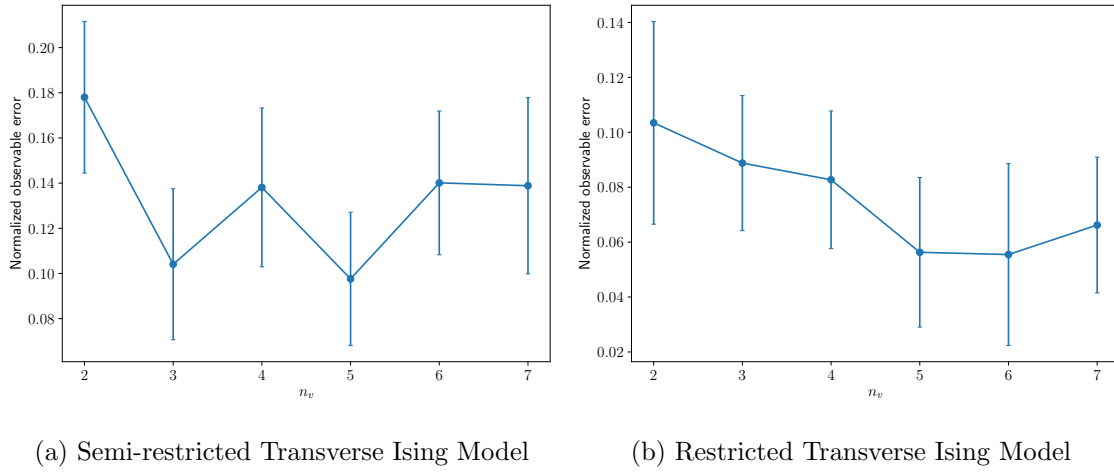 0.20
0.18
0.16
0.14
0.12
0.10
0.08
Normalized observable error
2 3 4 5 6 7
n_v
(a) Semi-restricted Transverse Ising Model
0.14
0.12
0.10
0.08
0.06
0.04
0.02
Normalized observable error
2 3 4 5 6 7
n_v
(b) Restricted Transverse Ising Model